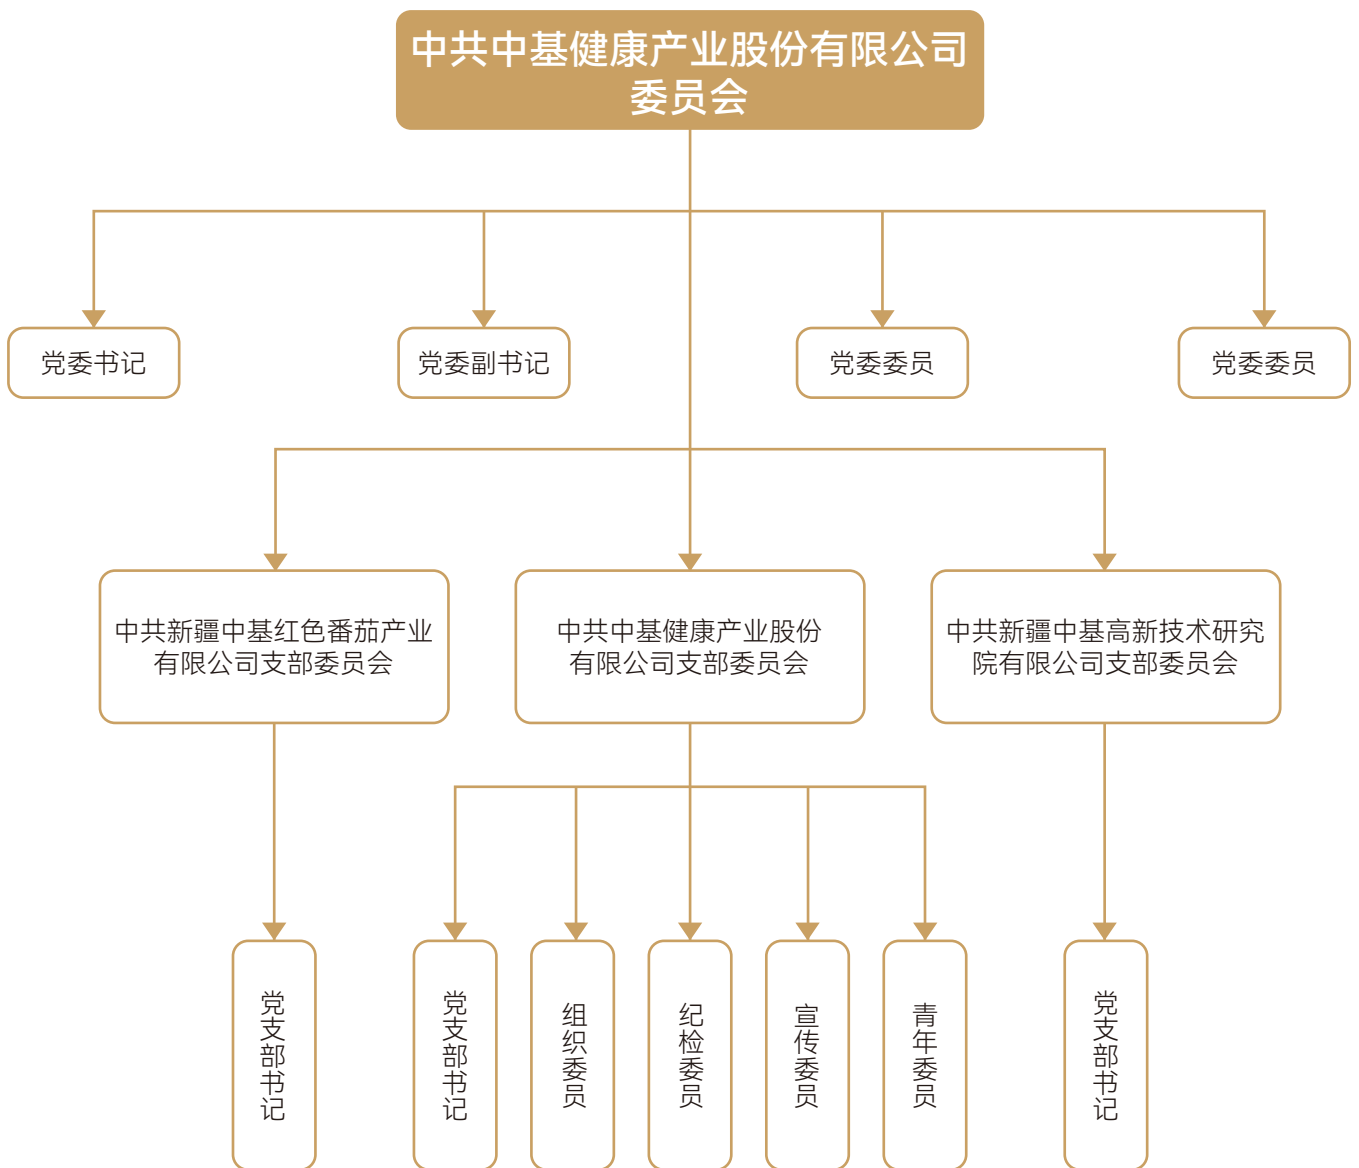 中共中基健康产业股份有限公司
委员会
党委书记
党委副书记
党委委员
党委委员
中共新疆中基红色番茄产业
有限公司支部委员会
中共中基健康产业股份
有限公司支部委员会
中共新疆中基高新技术研究
院有限公司支部委员会
党支部书记
党支部书记
组织委员
纪检委员
宣传委员
青年委员
党支部书记